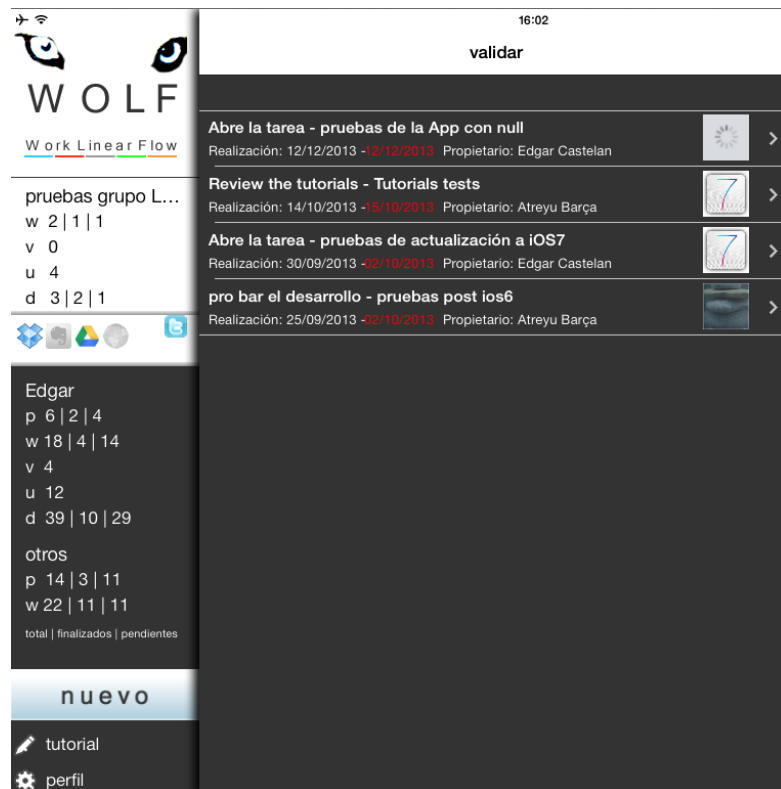 16:02
WOLF
Work Linear Flow
pruebas grupo L...
w 2 | 1 | 1
v 0
u 4
d 3 | 2 | 1
Edgar
p 6 | 2 | 4
w 18 | 4 | 14
v 4
u 12
d 39 | 10 | 29
otros
p 14 | 3 | 11
w 22 | 11 | 11
total | finalizados | pendientes
nuevo
tutorial
perfil
validar
Abre la tarea - pruebas de la App con null
Realización: 12/12/2013 -12/12/2013 Propietario: Edgar Castelan
Review the tutorials - Tutorials tests
Realización: 14/10/2013 -15/10/2013 Propietario: Atreyu Barça
Abre la tarea - pruebas de actualización a iOS7
Realización: 30/09/2013 -02/10/2013 Propietario: Edgar Castelan
pro bar el desarrollo - pruebas post ios6
Realización: 25/09/2013 -02/10/2013 Propietario: Atreyu Barça
7
7